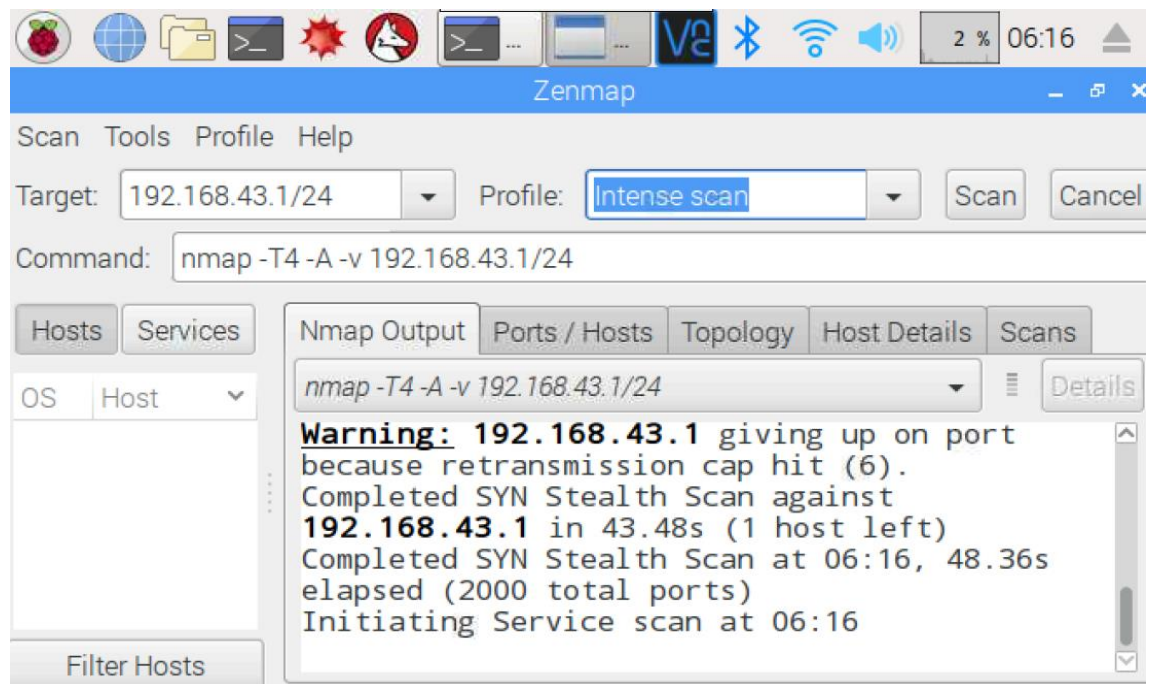 >_ >_ ... ... VC 2 % 06:16
Zenmap
Scan Tools Profile Help
Target: 192.168.43.1/24 Profile: Intense scan Scan Cancel
Command: nmap -T4 -A -v 192.168.43.1/24
Hosts Services Nmap Output Ports / Hosts Topology Host Details Scans
OS Host nmap -T4 -A -v 192.168.43.1/24 Details
Warning: 192.168.43.1 giving up on port
because retransmission cap hit (6).
Completed SYN Stealth Scan against
192.168.43.1 in 43.48s (1 host left)
Completed SYN Stealth Scan at 06:16, 48.36s
elapsed (2000 total ports)
Initiating Service scan at 06:16
Filter Hosts